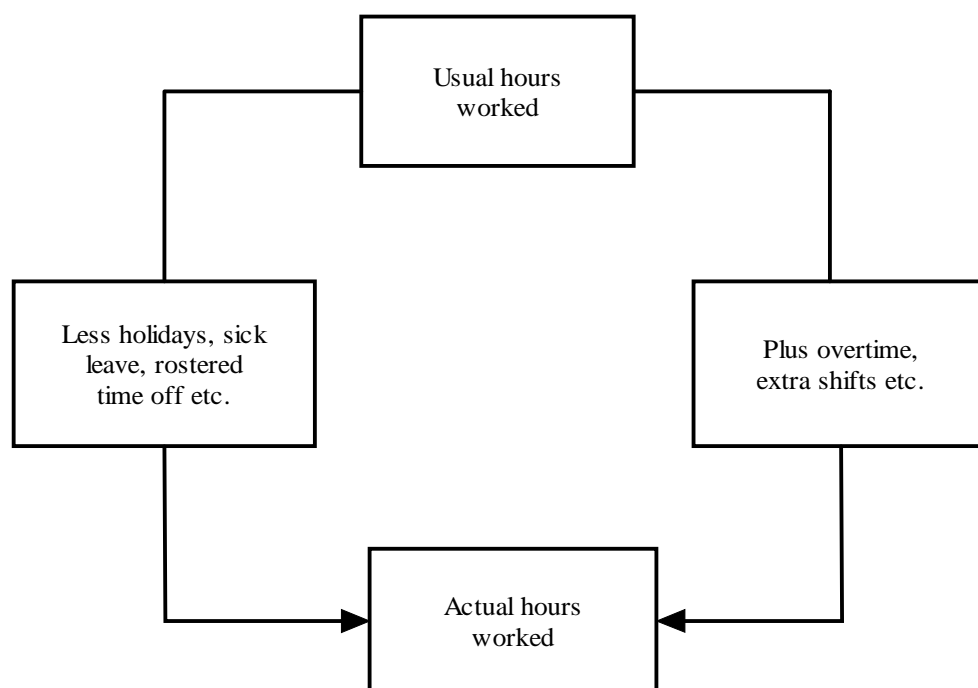 Usual hours
worked
Less holidays, sick
leave, rostered
time off etc.
Plus overtime,
extra shifts etc.
Actual hours
worked